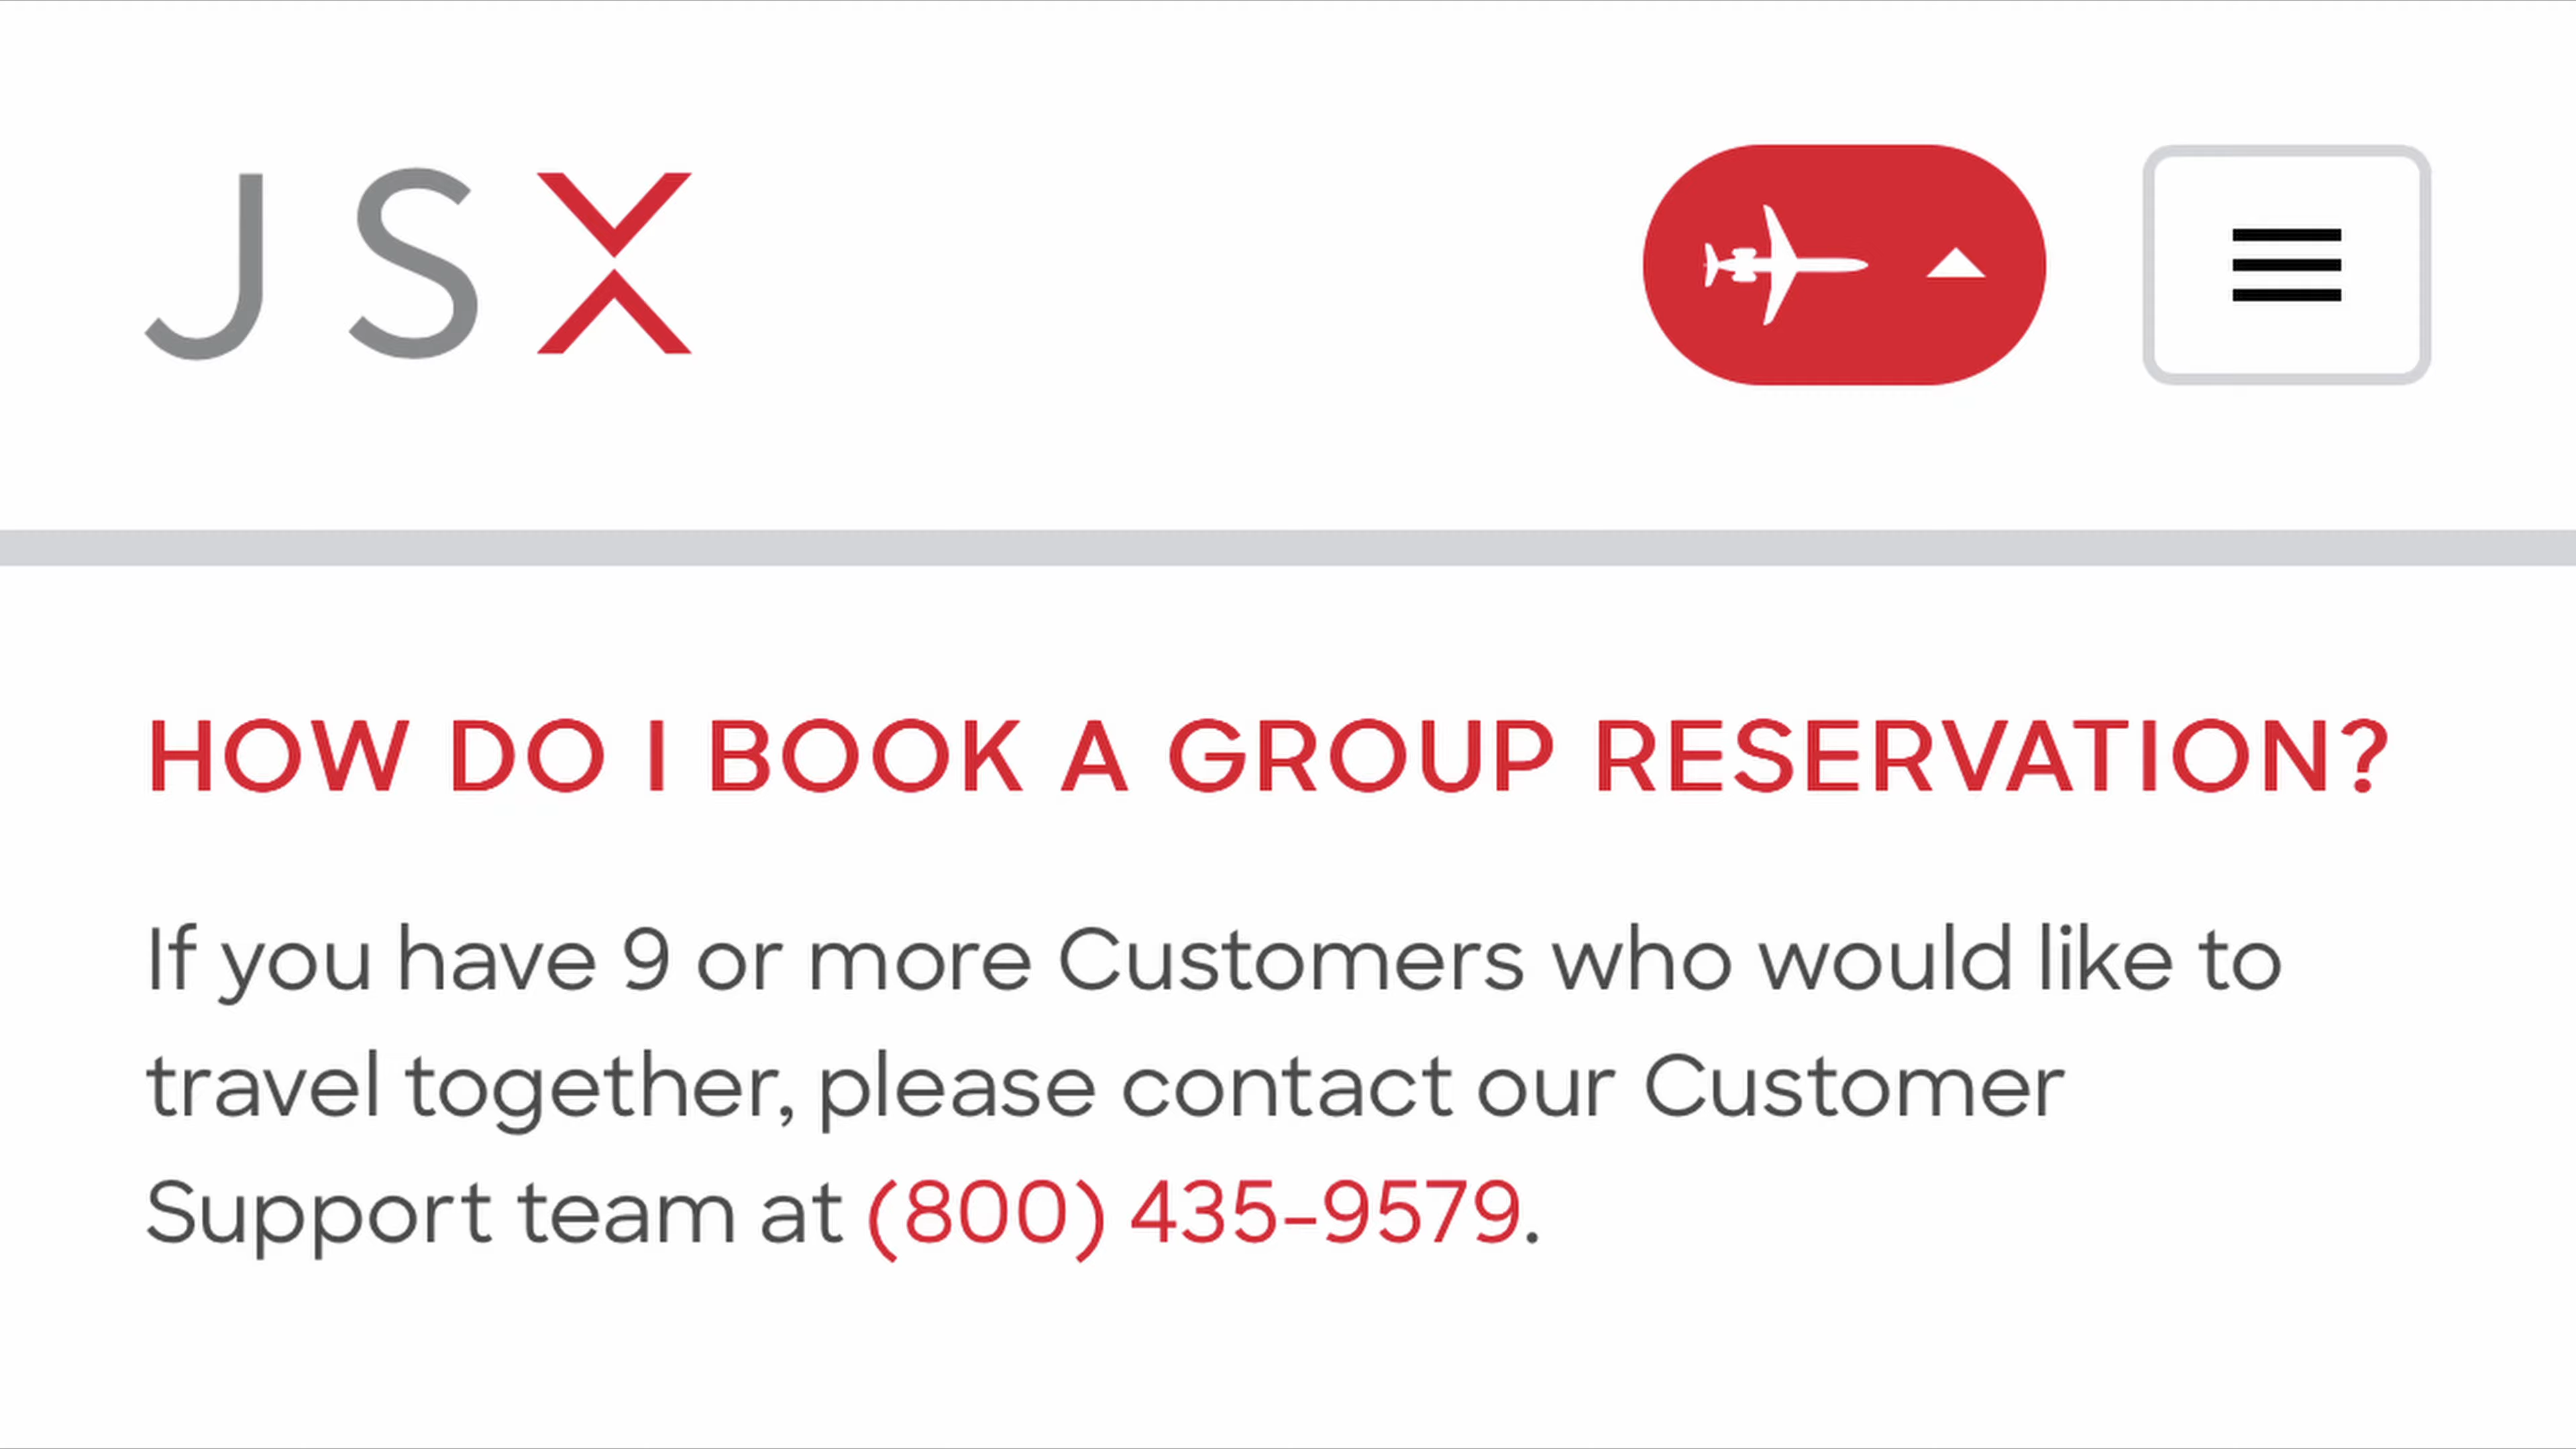 JSX
HOW DO I BOOK A GROUP RESERVATION?
If you have 9 or more Customers who would like to
travel together, please contact our Customer
Support team at (800) 435-9579.